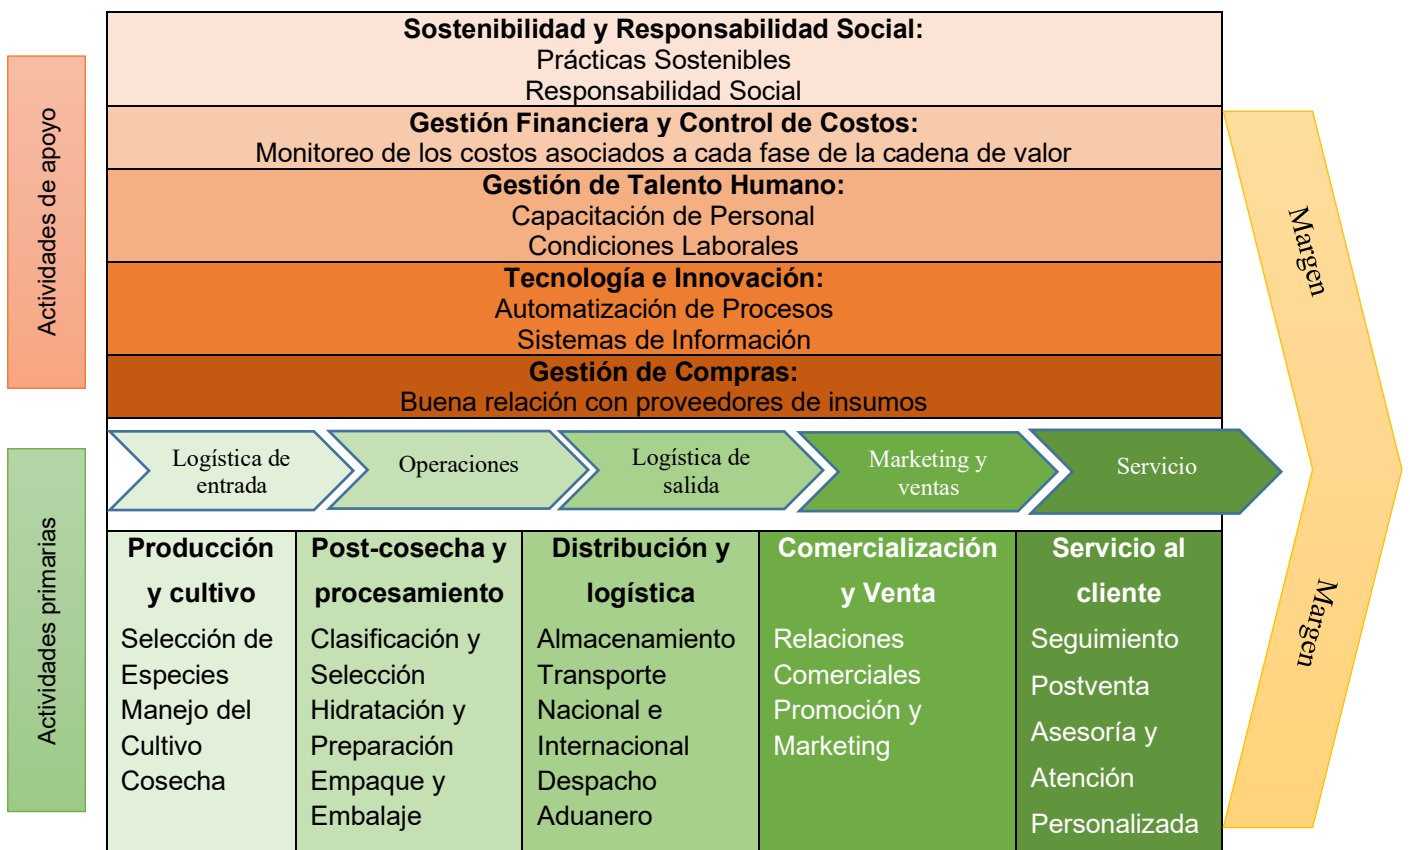 Actividades de apoyo
Sostenibilidad y Responsabilidad Social:
Prácticas Sostenibles
Responsabilidad Social
Gestión Financiera y Control de Costos:
Monitoreo de los costos asociados a cada fase de la cadena de valor
Gestión de Talento Humano:
Capacitación de Personal
Condiciones Laborales
Tecnología e Innovación:
Automatización de Procesos
Sistemas de Información
Gestión de Compras:
Buena relación con proveedores de insumos
Margen
Actividades primarias
Logística de
entrada
Operaciones
Logística de
salida
Marketing y
ventas
Servicio
Producción
y cultivo
Selección de
Especies
Manejo del
Cultivo
Cosecha
Post-cosecha y
procesamiento
Clasificación y
Selección
Hidratación y
Preparación
Empaque y
Embalaje
Distribución y
logística
Almacenamiento
Transporte
Nacional e
Internacional
Despacho
Aduanero
Comercialización
y Venta
Relaciones
Comerciales
Promoción y
Marketing
Servicio al
cliente
Seguimiento
Postventa
Asesoría y
Atención
Personalizada
Margen